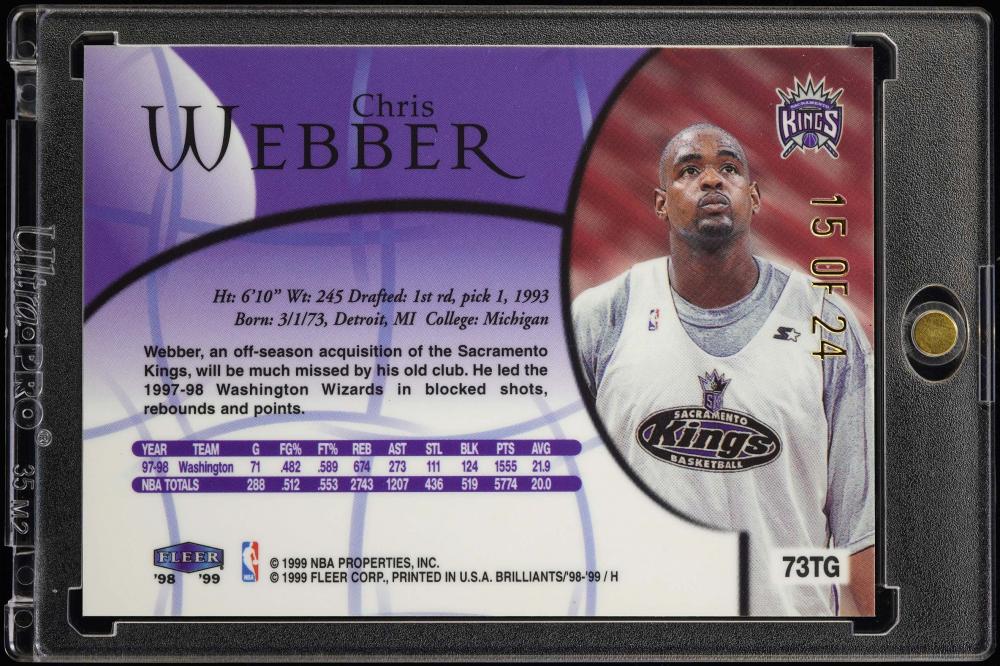 Chris
WEBBER
SACRAMENTO
KINGS
15 OF 24
Ht: 6'10" Wt: 245 Drafted: 1st rd, pick 1, 1993
Born: 3/1/73, Detroit, MI College: Michigan
Webber, an off-season acquisition of the Sacramento
Kings, will be much missed by his old club. He led the
1997-98 Washington Wizards in blocked shots,
rebounds and points.
YEAR TEAM G FG% FT% REB AST STL BLK PTS AVG
97-98 Washington 71 .482 .589 674 273 111 124 1555 21.9
NBA TOTALS 288 .512 .553 2743 1207 436 519 5774 20.0
SACRAMENTO
Kings
BASKETBALL
FLEER
'98 '99
NBA
© 1999 NBA PROPERTIES, INC.
© 1999 FLEER CORP., PRINTED IN U.S.A. BRILLIANTS/'98-'99 / H
73TG
Ultra•PRO® 35 M2